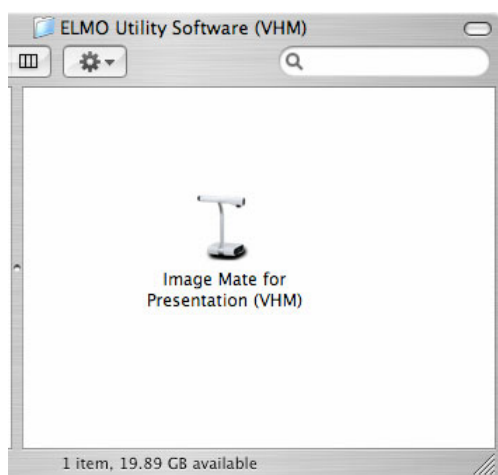 ELMO Utility Software (VHM)
Image Mate for
Presentation (VHM)
1 item, 19.89 GB available